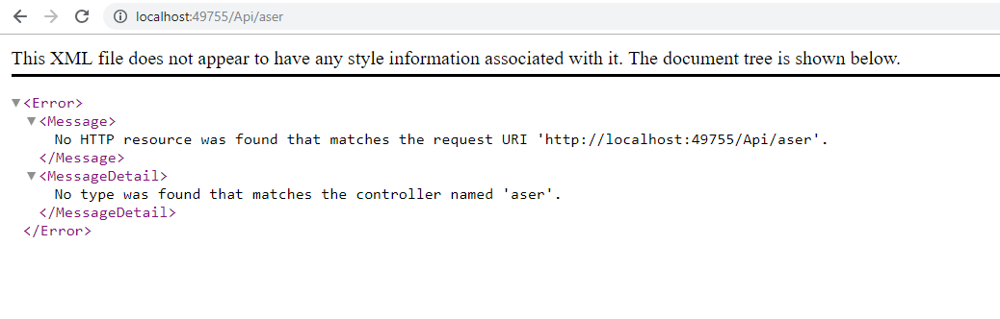 localhost:49755/Api/aser
This XML file does not appear to have any style information associated with it. The document tree is shown below.
▼<Error>
▼<Message>
No HTTP resource was found that matches the request URI 'http://localhost:49755/Api/aser'.
</Message>
▼<MessageDetail>
No type was found that matches the controller named 'aser'.
</MessageDetail>
</Error>